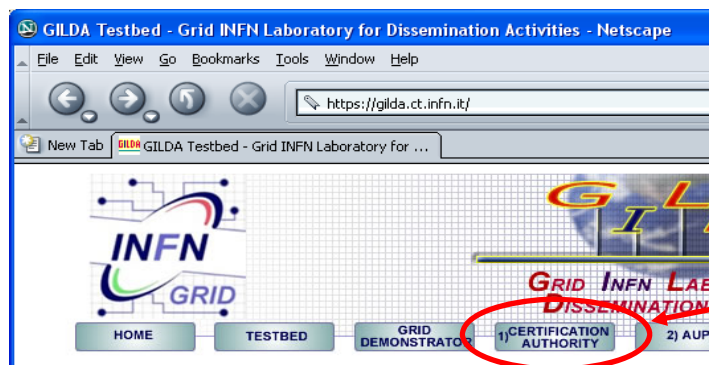 GILDA Testbed - Grid INFN Laboratory for Dissemination Activities - Netscape
File Edit View Go Bookmarks Tools Window Help
https://gilda.ct.infn.it/
New Tab GILDA GILDA Testbed - Grid INFN Laboratory for ...
INFN
GRID
G I L
GRID INFN LAB
DISSEMINATION
HOME TESTBED GRID DEMONSTRATOR 1) CERTIFICATION AUTHORITY 2) AUP